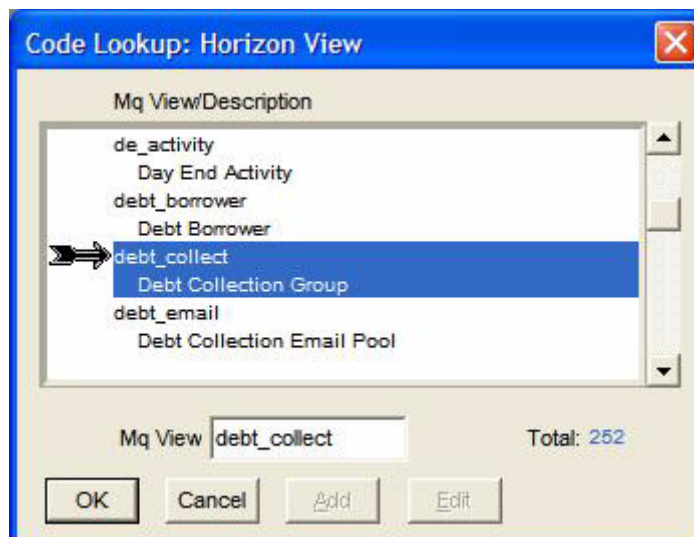 Code Lookup: Horizon View
Mq View/Description
de_activity
Day End Activity
debt_borrower
Debt Borrower
debt_collect
Debt Collection Group
debt_email
Debt Collection Email Pool
Mq View debt_collect Total: 252
OK Cancel Add Edit